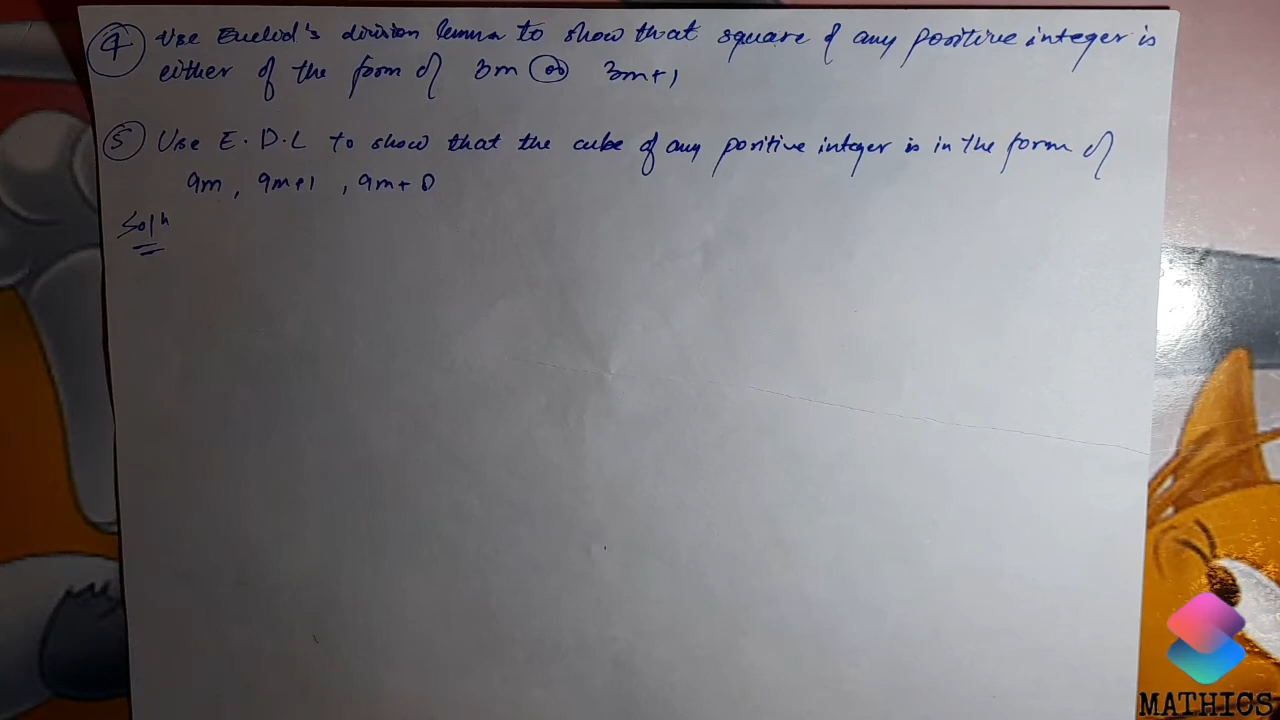 ④ Use Euclid's division lemma to show that square of any positive integer is
either of the form of 3m or 3m+1
⑤ Use E.D.L to show that the cube of any positive integer is in the form of
9m, 9m+1, 9m+8
Solⁿ
MATHIOS